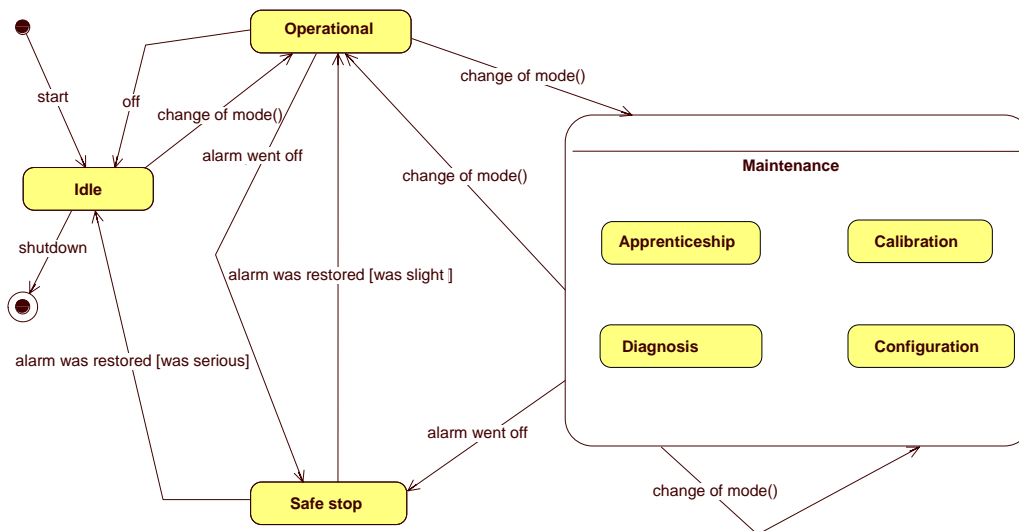 Operational
change of mode()
start
off
change of mode()
alarm went off
Maintenance
change of mode()
Idle
Apprenticeship
Calibration
shutdown
alarm was restored [was slight ]
Diagnosis
Configuration
alarm was restored [was serious]
alarm went off
Safe stop
change of mode()